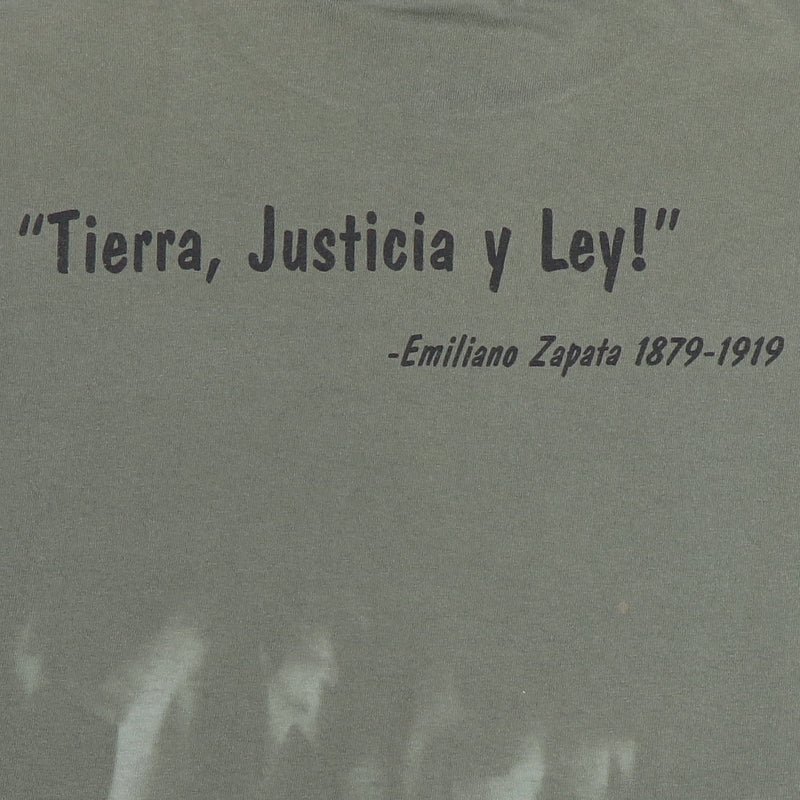 “Tierra, Justicia y Ley!”
-Emiliano Zapata 1879-1919